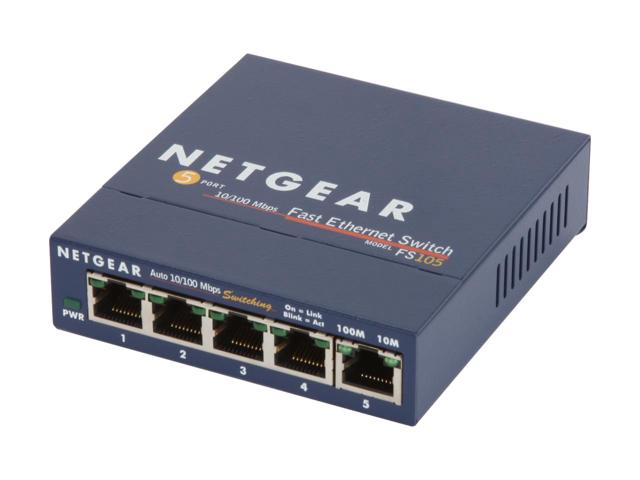 NETGEAR
5 PORT
10/100 Mbps
Fast Ethernet Switch
MODEL FS105
NETGEAR
Auto 10/100 Mbps Switching
On = Link
Blink = Act
100M 10M
PWR
1 2 3 4 5